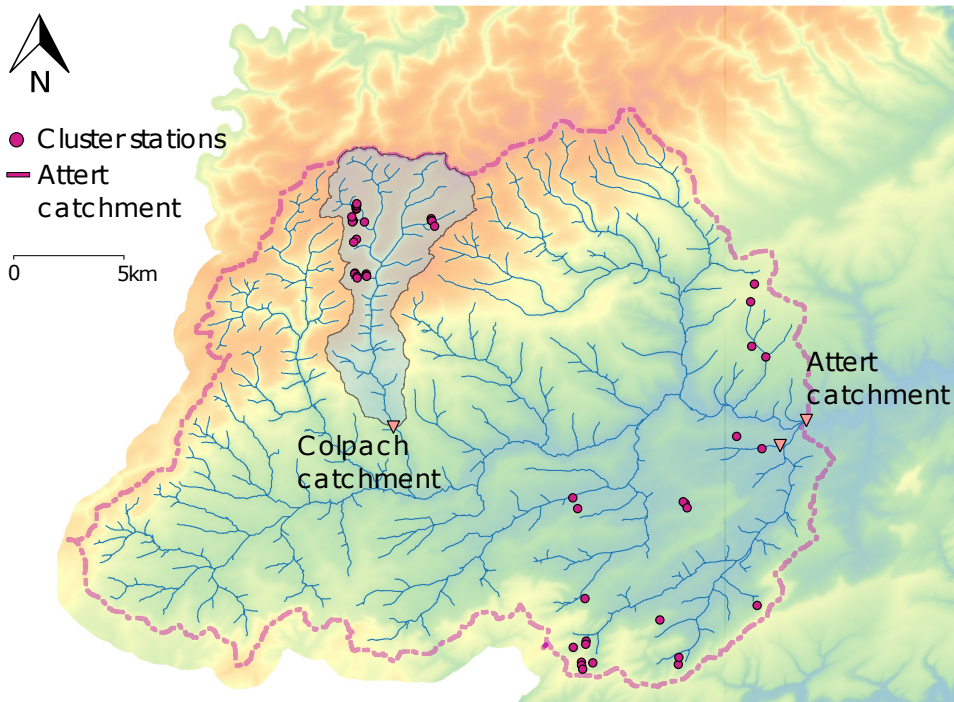 N
Cluster stations
Attert
catchment
0 5km
Attert
catchment
Colpach
catchment